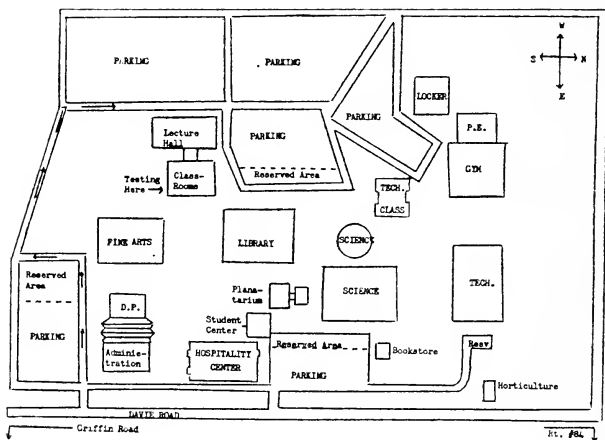 W
PARKING
PARKING
S N
E
LOCKER
Lecture
Hall
PARKING
PARKING
P.E.
Testing
Here
Class-
Rooms
Reserved Area
GYM
TECH.
CLASS
FINE ARTS
LIBRARY
SCIENCE
Reserved
Area
Plana-
tarium
SCIENCE
TECH.
D.P.
Student
Center
PARKING
Adminis-
tration
HOSPITALITY
CENTER
Reserved Area
Bookstore
Resv
PARKING
Horticulture
DAVIE ROAD
Griffin Road
Rt. #84